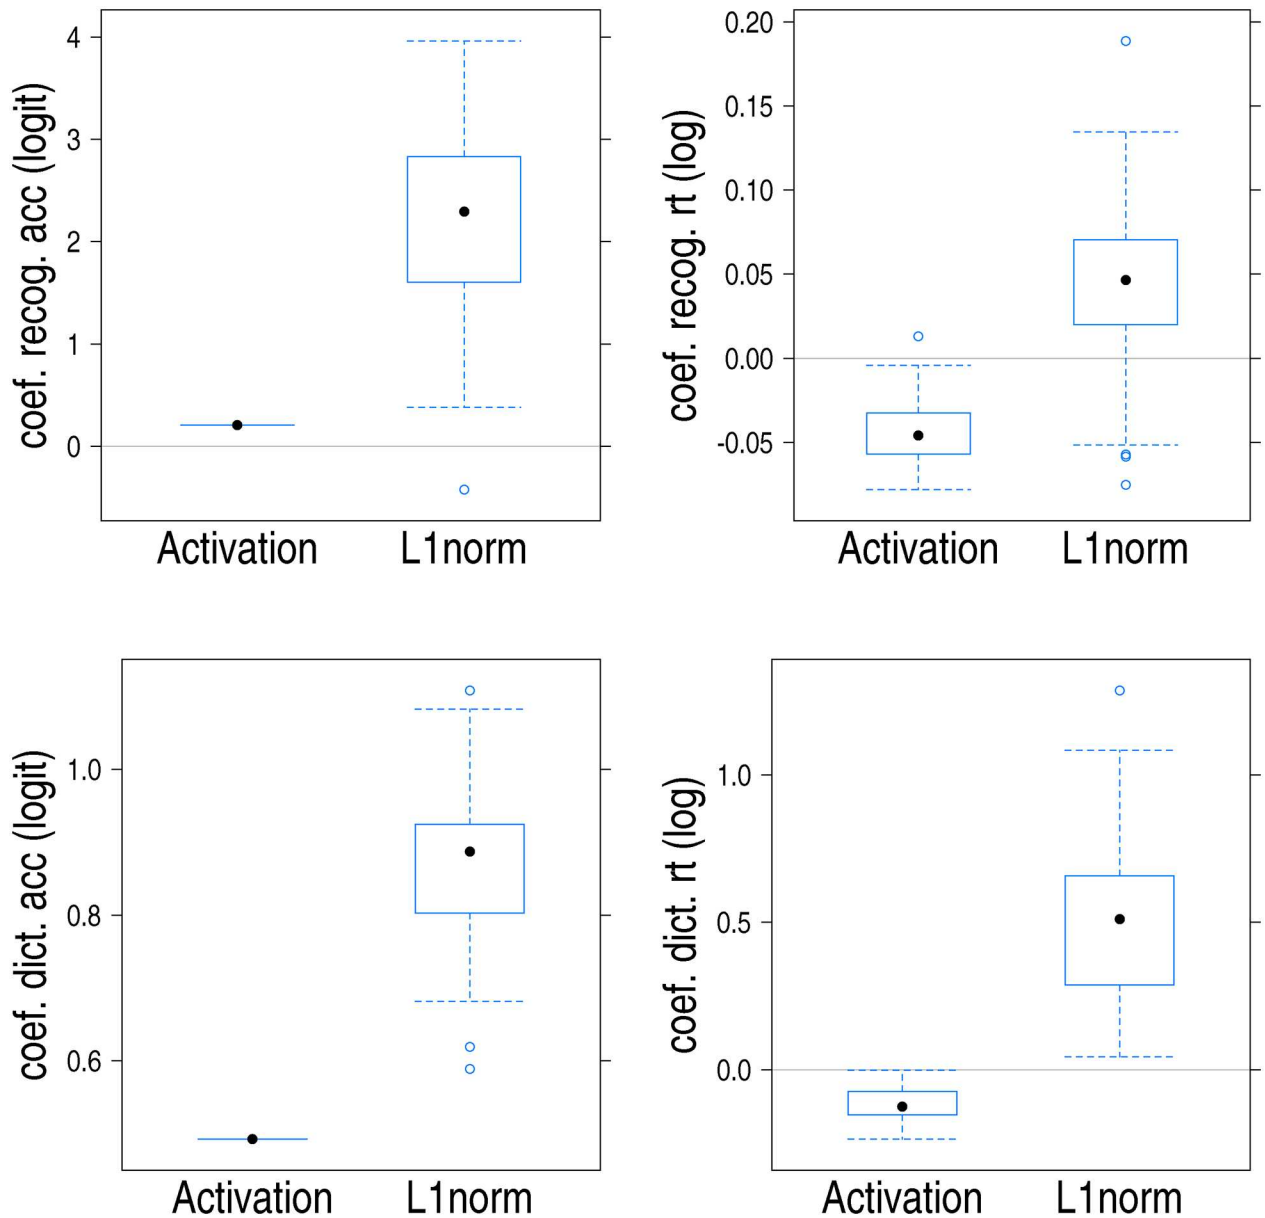 coef. recog. acc (logit)
4
3
2
1
0
Activation L1norm
coef. recog. rt (log)
0.20
0.15
0.10
0.05
0.00
-0.05
Activation L1norm
coef. dict. acc (logit)
1.0
0.8
0.6
Activation L1norm
coef. dict. rt (log)
1.0
0.5
0.0
Activation L1norm